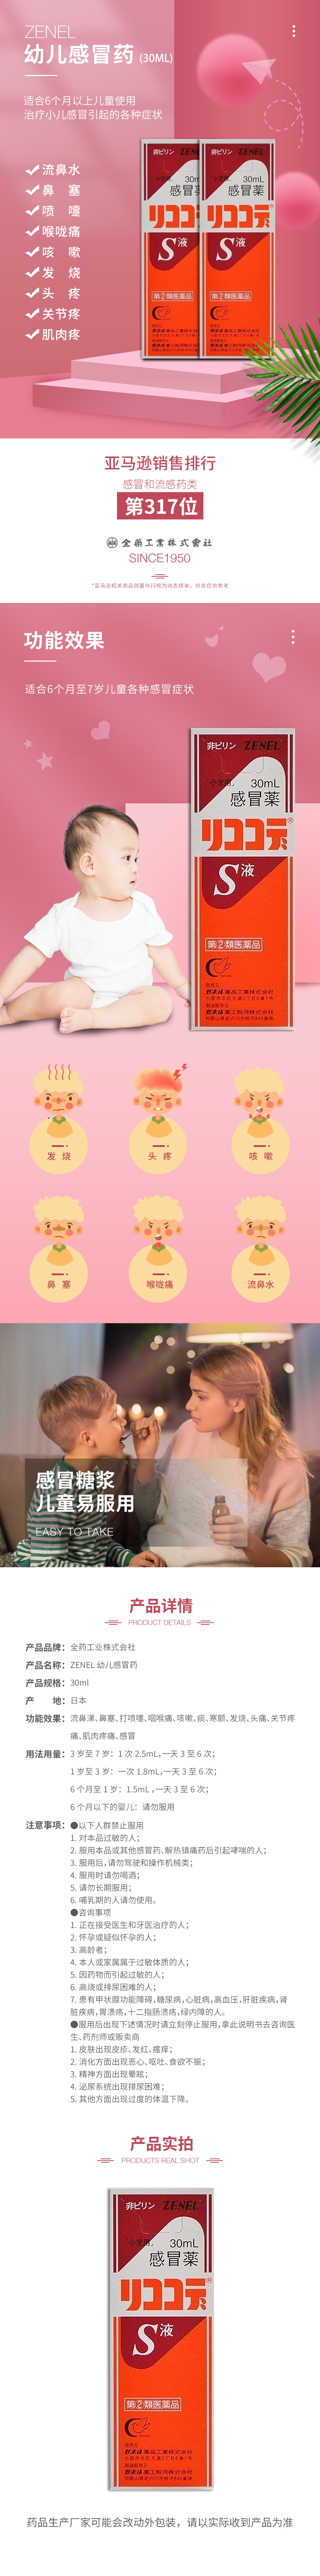 ZENEL
幼儿感冒药 (30ML)
适合6个月以上儿童使用
治疗小儿感冒引起的各种症状
流鼻水
鼻 塞
喷 嚏
喉咙痛
咳 嗽
发 烧
头 疼
关节疼
肌肉疼
非ピリン ZENEL
30mL
感冒薬
リココデ
S液
第②類医薬品
亚马逊销售排行
感冒和流感药类
第317位
全薬工業株式會社
SINCE1950
功能效果
适合6个月至7岁儿童各种感冒症状
非ピリン ZENEL
「小児用」 30mL
感冒薬
リココデ®
S液
第②類医薬品
发 烧
头 疼
咳 嗽
鼻 塞
喉咙痛
流鼻水
感冒糖浆
儿童易服用
EASY TO TAKE
产品详情
PRODUCT DETAILS
产品品牌：全药工业株式会社
产品名称：ZENEL 幼儿感冒药
产品规格：30ml
产 地：日本
功能效果：流鼻涕、鼻塞、打喷嚏、咽喉痛、咳嗽、痰、寒颤、发烧、头痛、关节疼
痛、肌肉疼痛、感冒
用法用量：3 岁至 7 岁：1 次 2.5mL，一天 3 至 6 次；
1 岁至 3 岁：一次 1.8mL，一天 3 至 6 次；
6 个月至 1 岁：1.5mL ，一天 3 至 6 次；
6 个月以下的婴儿：请勿服用
注意事项：●以下人群禁止服用
1. 对本品过敏的人；
2. 服用本品或其他感冒药、解热镇痛药后引起哮喘的人；
3. 服用后，请勿驾驶和操作机械类；
4. 服用时请勿喝酒；
5. 请勿长期服用；
6. 哺乳期的人请勿使用。
●咨询事项
1. 正在接受医生和牙医治疗的人；
2. 怀孕或疑似怀孕的人；
3. 高龄者；
4. 本人或家属属于过敏体质的人；
5. 因药物而引起过敏的人；
6. 高烧或排尿困难的人；
7. 患有甲状腺功能障碍，糖尿病，心脏病，高血压，肝脏疾病，肾
脏疾病，胃溃疡，十二指肠溃疡，绿内障的人。
●服用后出现下述情况时请立刻停止服用，拿此说明书去咨询医
生、药剂师或贩卖商
1. 皮肤出现皮疹、发红、瘙痒；
2. 消化方面出现恶心、呕吐、食欲不振；
3. 精神方面出现晕眩；
4. 泌尿系统出现排尿困难；
5. 其他方面出现过度的体温下降。
产品实拍
PRODUCTS REAL SHOT
非ピリン ZENEL
「小児用」 30mL
感冒薬
リココデ®
S液
第②類医薬品
药品生产厂家可能会改动外包装，请以实际收到产品为准